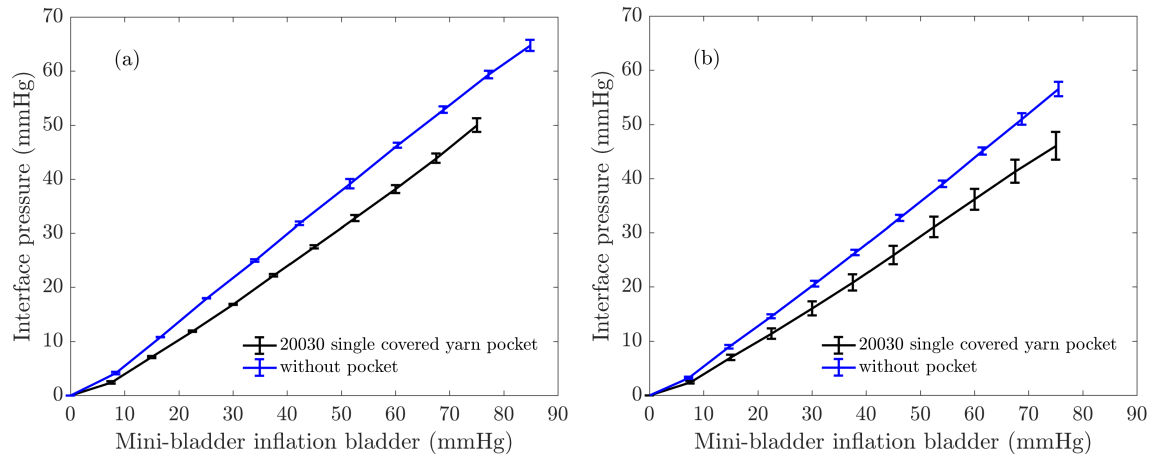 70
60
50
40
30
20
10
0
Interface pressure (mmHg)
(a)
20030 single covered yarn pocket
without pocket
0 10 20 30 40 50 60 70 80 90
Mini-bladder inflation bladder (mmHg)
70
60
50
40
30
20
10
0
Interface pressure (mmHg)
(b)
20030 single covered yarn pocket
without pocket
0 10 20 30 40 50 60 70 80 90
Mini-bladder inflation bladder (mmHg)